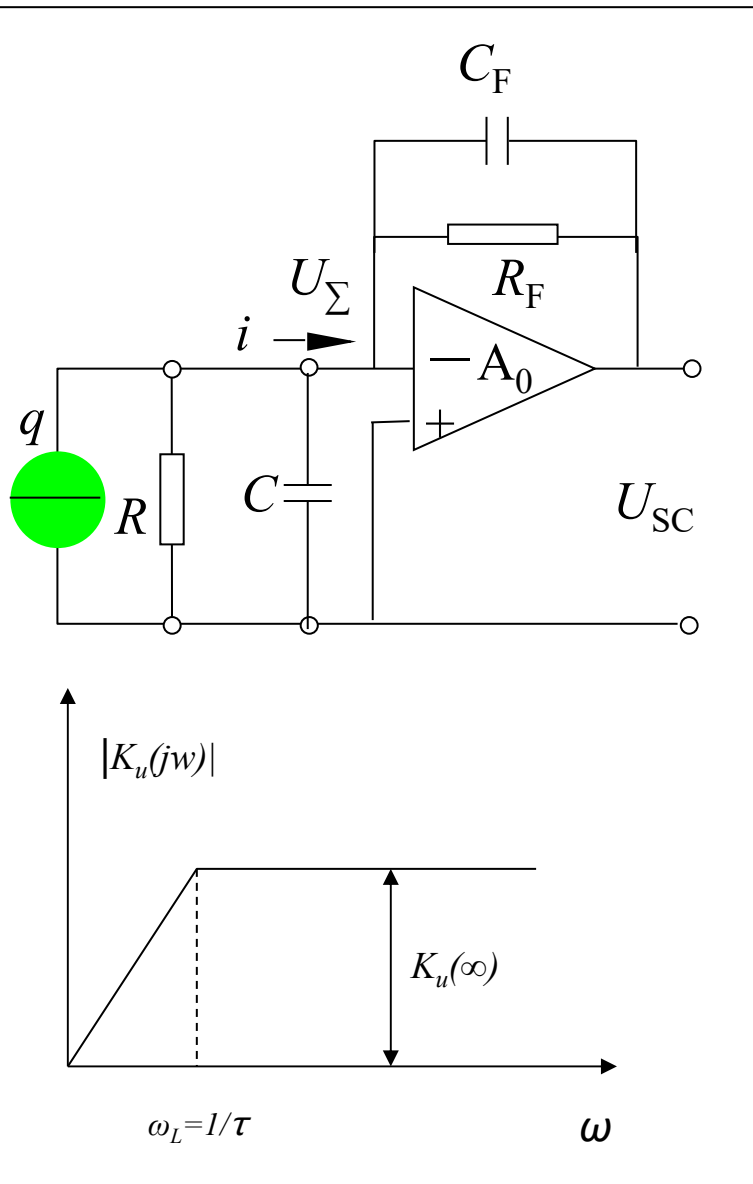 C_F
R_F
U_Σ
i
— A_0
+
q
R
C
U_SC
|K_u(jw)|
K_u(∞)
ω_L=1/τ
ω